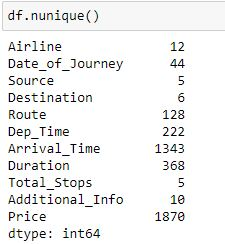 df.nunique()
Airline 12
Date_of_Journey 44
Source 5
Destination 6
Route 128
Dep_Time 222
Arrival_Time 1343
Duration 368
Total_Stops 5
Additional_Info 10
Price 1870
dtype: int64